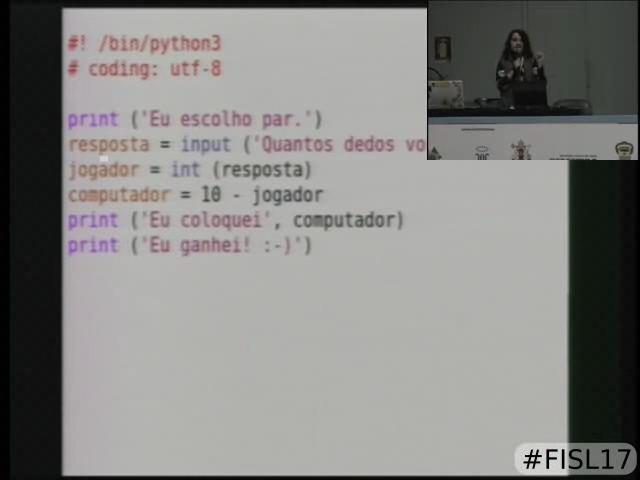 #! /bin/python3
# coding: utf-8
print ('Eu escolho par.')
resposta = input ('Quantos dedos vo
jogador = int (resposta)
computador = 10 - jogador
print ('Eu coloquei', computador)
print ('Eu ganhei! :-)')
#FISL17